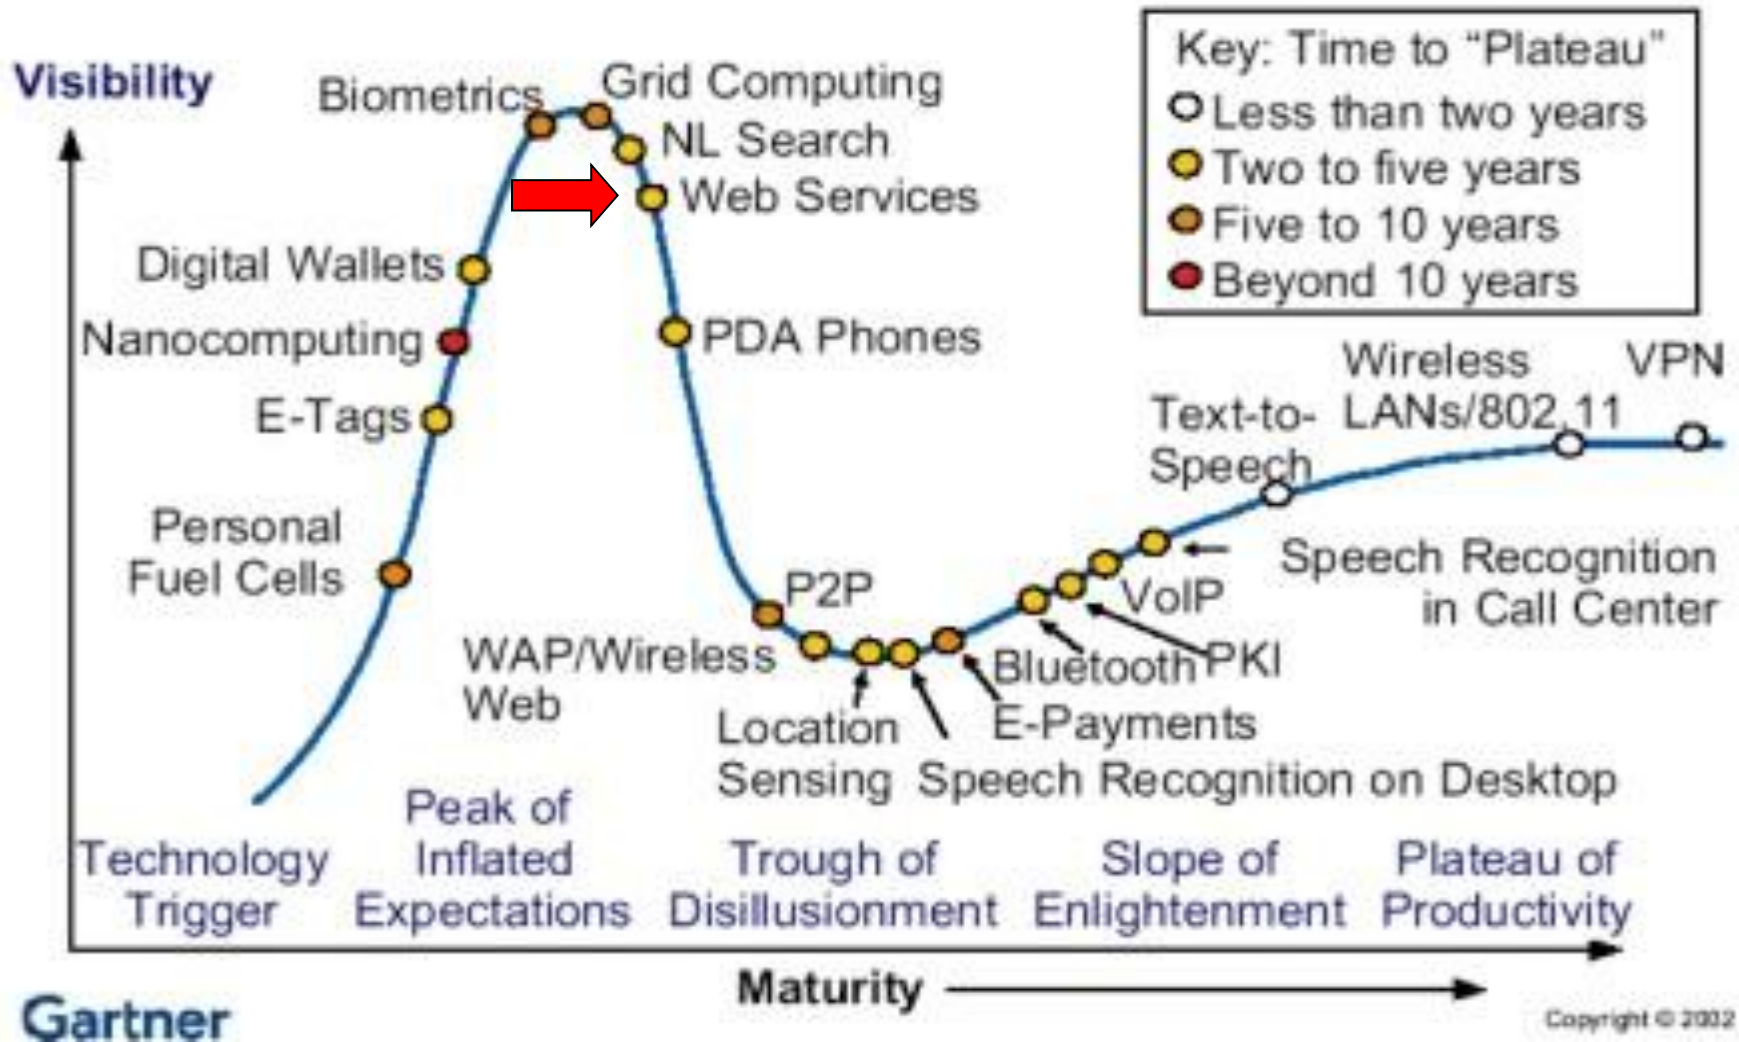 Key: Time to “Plateau”
Less than two years
Two to five years
Five to 10 years
Beyond 10 years
Visibility
Biometrics
Grid Computing
NL Search
Web Services
Digital Wallets
Nanocomputing
PDA Phones
E-Tags
Personal
Fuel Cells
Wireless
LANs/802.11
VPN
Text-to-
Speech
P2P
WAP/Wireless
Web
Location
Sensing
Speech Recognition on Desktop
E-Payments
Bluetooth
PKI
VoIP
Speech Recognition
in Call Center
Technology
Trigger
Peak of
Inflated
Expectations
Trough of
Disillusionment
Slope of
Enlightenment
Plateau of
Productivity
Maturity
Gartner
Copyright © 2002